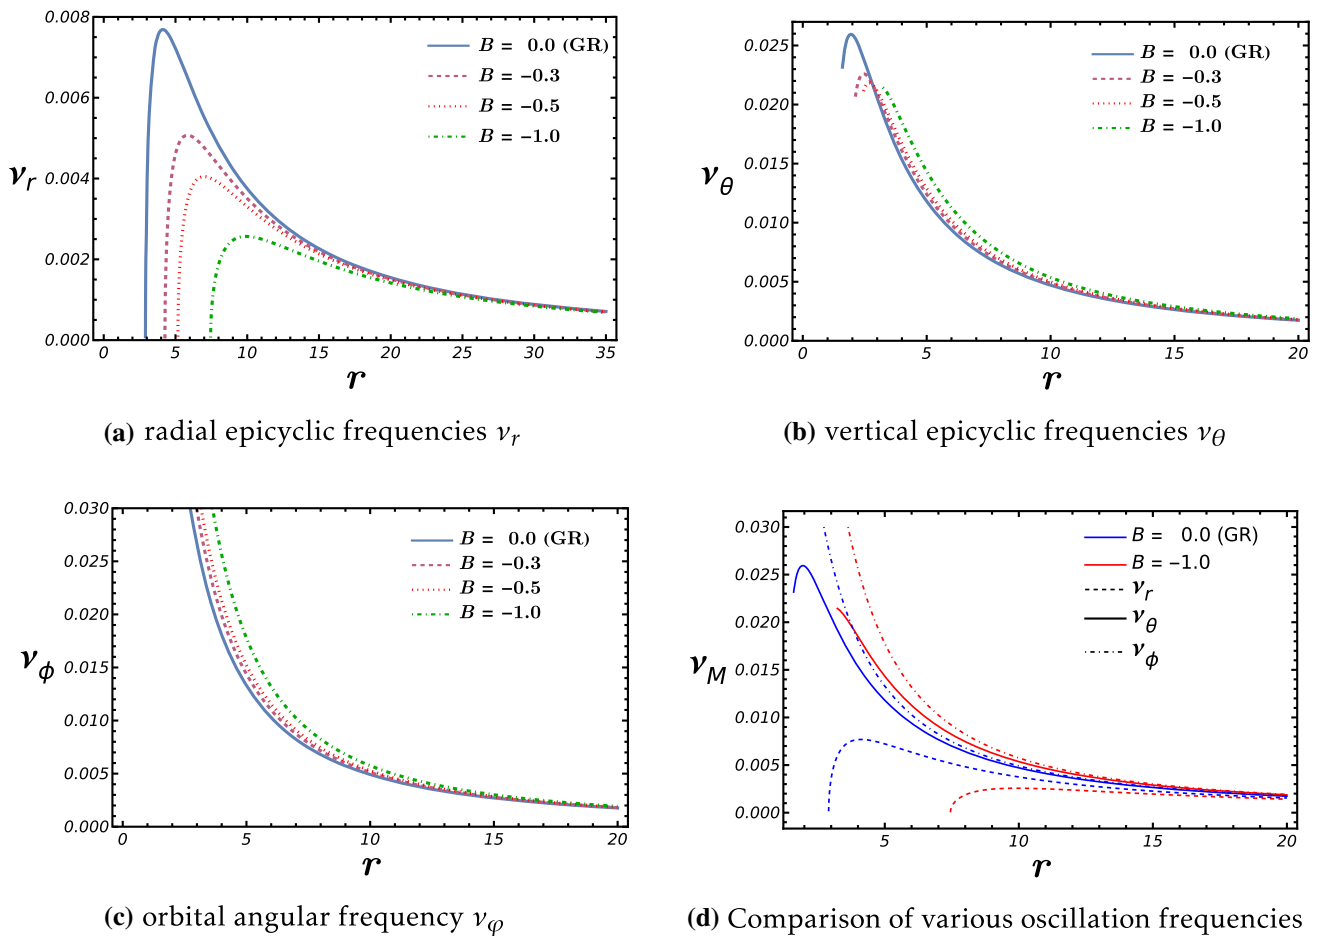 0.008
0.006
0.004
0.002
0.000
ν_r
B = 0.0 (GR)
B = −0.3
B = −0.5
B = −1.0
0 5 10 15 20 25 30 35
r
(a) radial epicyclic frequencies ν_r
0.025
0.020
0.015
0.010
0.005
0.000
ν_θ
B = 0.0 (GR)
B = −0.3
B = −0.5
B = −1.0
0 5 10 15 20
r
(b) vertical epicyclic frequencies ν_θ
0.030
0.025
0.020
0.015
0.010
0.005
0.000
ν_ϕ
B = 0.0 (GR)
B = −0.3
B = −0.5
B = −1.0
0 5 10 15 20
r
(c) orbital angular frequency ν_φ
0.030
0.025
0.020
0.015
0.010
0.005
0.000
ν_M
B = 0.0 (GR)
B = −1.0
ν_r
ν_θ
ν_ϕ
5 10 15 20
r
(d) Comparison of various oscillation frequencies